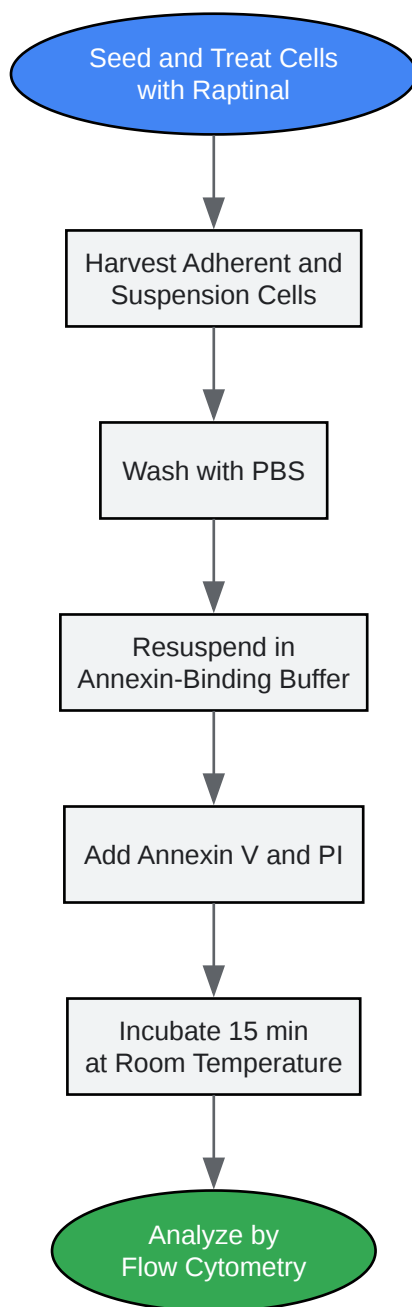 Seed and Treat Cells
with Raptinal
Harvest Adherent and
Suspension Cells
Wash with PBS
Resuspend in
Annexin-Binding Buffer
Add Annexin V and PI
Incubate 15 min
at Room Temperature
Analyze by
Flow Cytometry